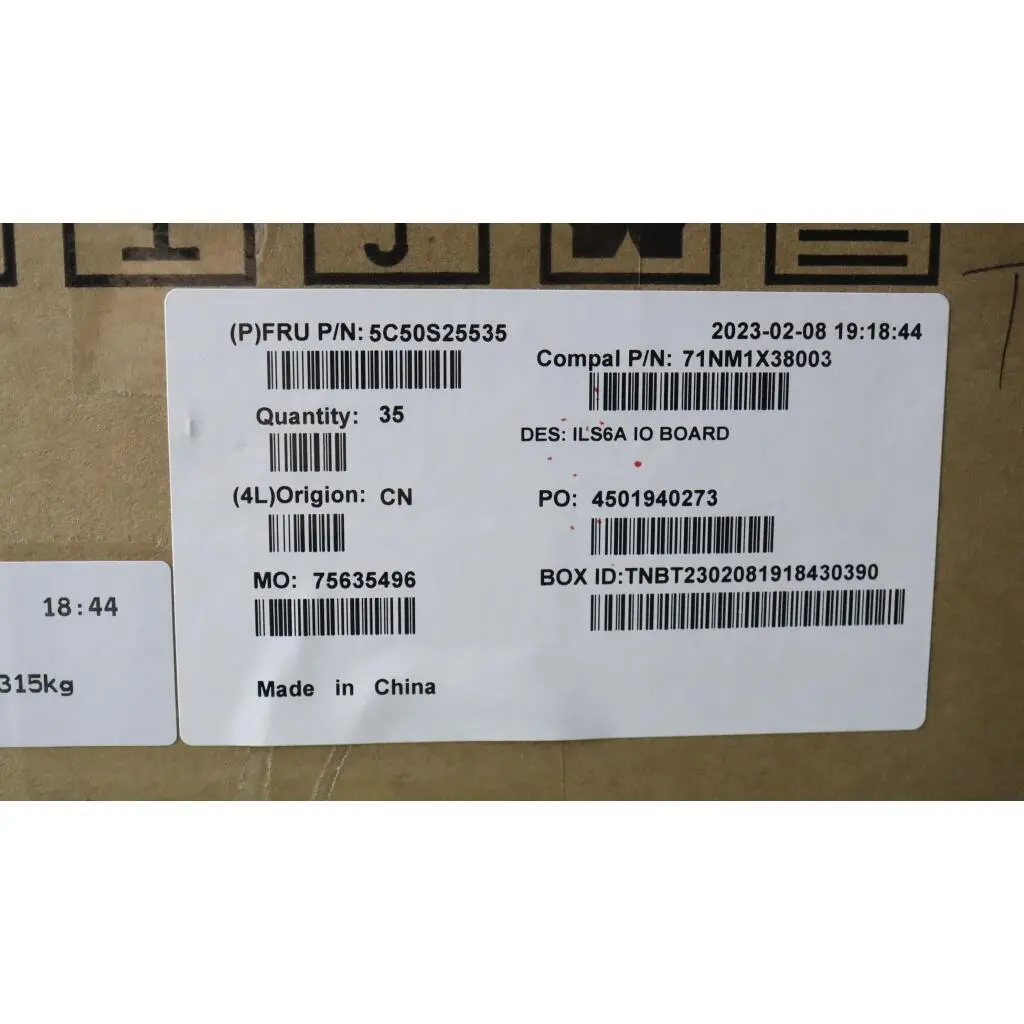 (P)FRU P/N: 5C50S25535
2023-02-08 19:18:44
Compal P/N: 71NM1X38003
Quantity: 35
DES: ILS6A IO BOARD
(4L)Origion: CN
PO: 4501940273
MO: 75635496
BOX ID:TNBT2302081918430390
Made in China
18:44
315kg